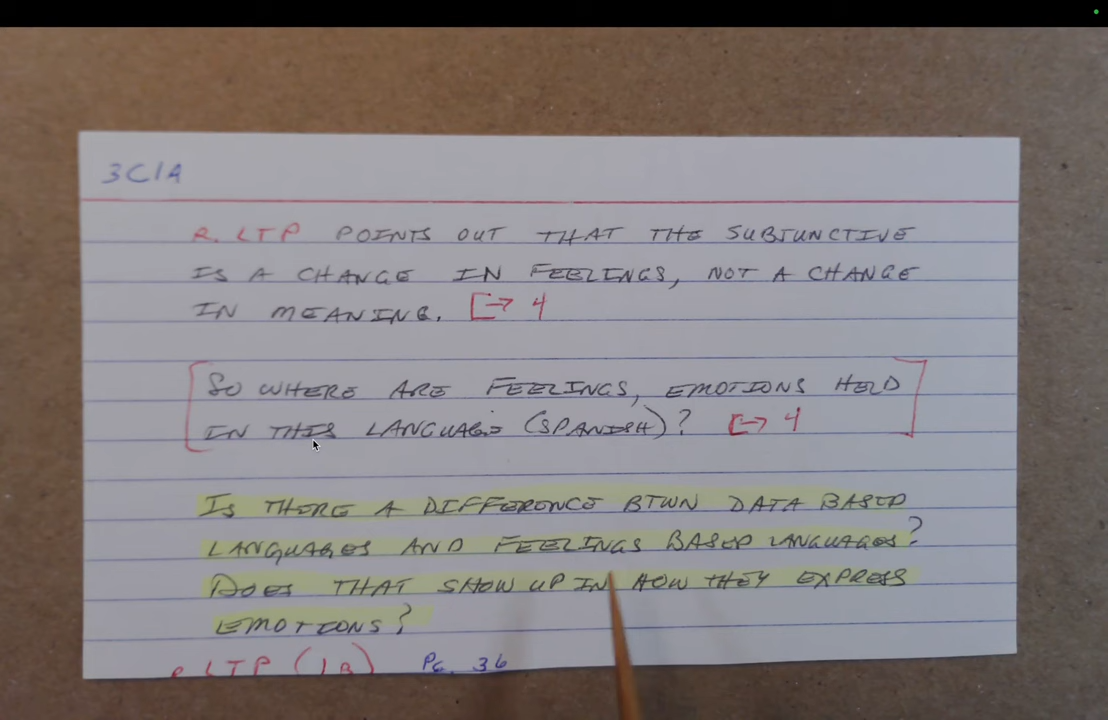 3C1A
R. LTP POINTS OUT THAT THE SUBJUNCTIVE
IS A CHANGE IN FEELINGS, NOT A CHANGE
IN MEANING. [→ 4
[SO WHERE ARE FEELINGS, EMOTIONS HELD
IN THIS LANGUAGE (SPANISH)? [→ 4]
IS THERE A DIFFERENCE BTWN DATA BASED
LANGUAGES AND FEELINGS BASED LANGUAGES?
DOES THAT SHOW UP IN HOW THEY EXPRESS
EMOTIONS?
R LTP (1B) PG. 36